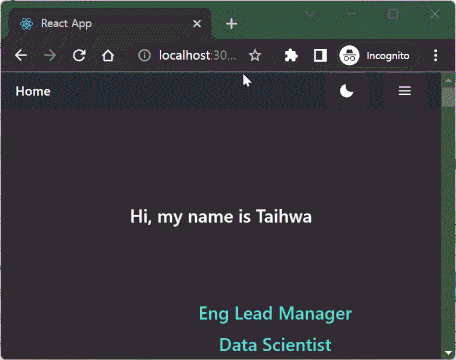 React App
localhost:30...
Incognito
Home
Hi, my name is Taihwa
Eng Lead Manager
Data Scientist